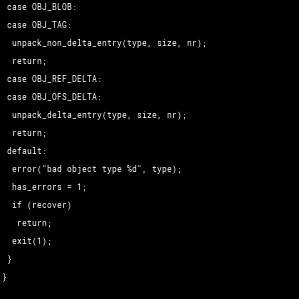 case OBJ_BLOB:
case OBJ_TAG:
unpack_non_delta_entry(type, size, nr);
return;
case OBJ_REF_DELTA:
case OBJ_OFS_DELTA:
unpack_delta_entry(type, size, nr);
return;
default:
error("bad object type %d", type);
has_errors = 1;
if (recover)
return;
exit(1);
}
}